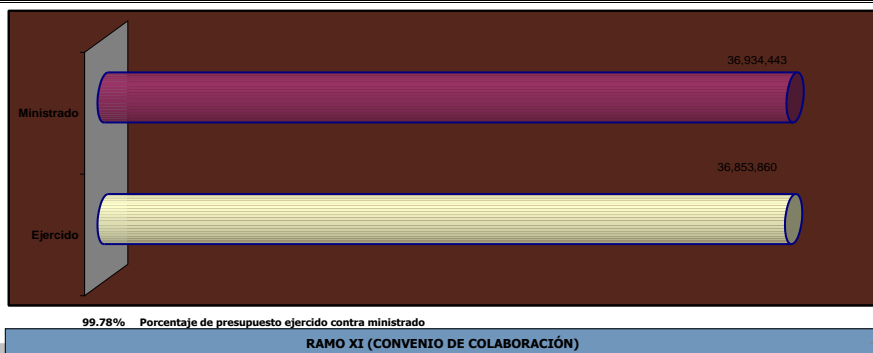 36,934,443
Ministrado
36,853,860
Ejercido
99.78% Porcentaje de presupuesto ejercido contra ministrado
RAMO XI (CONVENIO DE COLABORACIÓN)